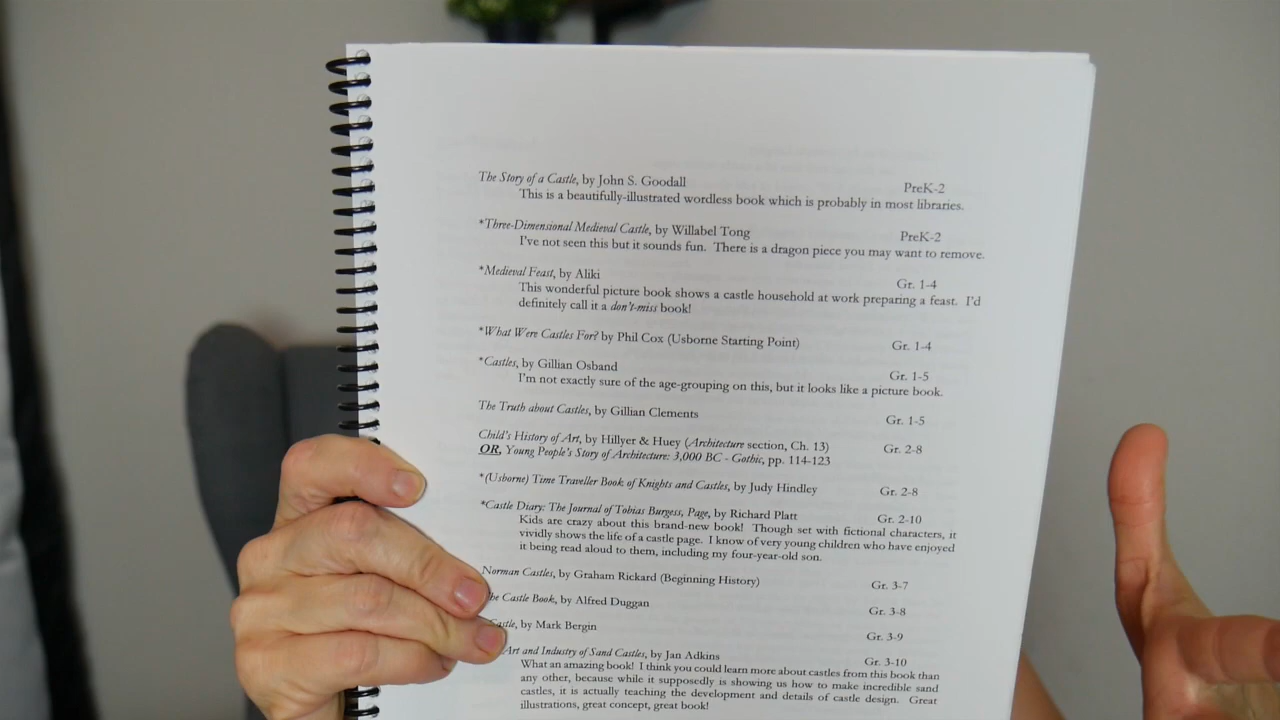 The Story of a Castle, by John S. Goodall PreK-2
This is a beautifully-illustrated wordless book which is probably in most libraries.
*Three-Dimensional Medieval Castle, by Willabel Tong PreK-2
I've not seen this but it sounds fun. There is a dragon piece you may want to remove.
*Medieval Feast, by Aliki Gr. 1-4
This wonderful picture book shows a castle household at work preparing a feast. I'd
definitely call it a don't-miss book!
*What Were Castles For? by Phil Cox (Usborne Starting Point) Gr. 1-4
*Castles, by Gillian Osband Gr. 1-5
I'm not exactly sure of the age-grouping on this, but it looks like a picture book.
The Truth about Castles, by Gillian Clements Gr. 1-5
Child's History of Art, by Hillyer & Huey (Architecture section, Ch. 13) Gr. 2-8
OR, Young People's Story of Architecture: 3,000 BC - Gothic, pp. 114-123
*(Usborne) Time Traveller Book of Knights and Castles, by Judy Hindley Gr. 2-8
*Castle Diary: The Journal of Tobias Burgess, Page, by Richard Platt Gr. 2-10
Kids are crazy about this brand-new book! Though set with fictional characters, it
vividly shows the life of a castle page. I know of very young children who have enjoyed
it being read aloud to them, including my four-year-old son.
Norman Castles, by Graham Rickard (Beginning History) Gr. 3-7
Castle Book, by Alfred Duggan Gr. 3-8
Castle, by Mark Bergin Gr. 3-9
Art and Industry of Sand Castles, by Jan Adkins Gr. 3-10
What an amazing book! I think you could learn more about castles from this book than
any other, because while it supposedly is showing us how to make incredible sand
castles, it is actually teaching the development and details of castle design. Great
illustrations, great concept, great book!